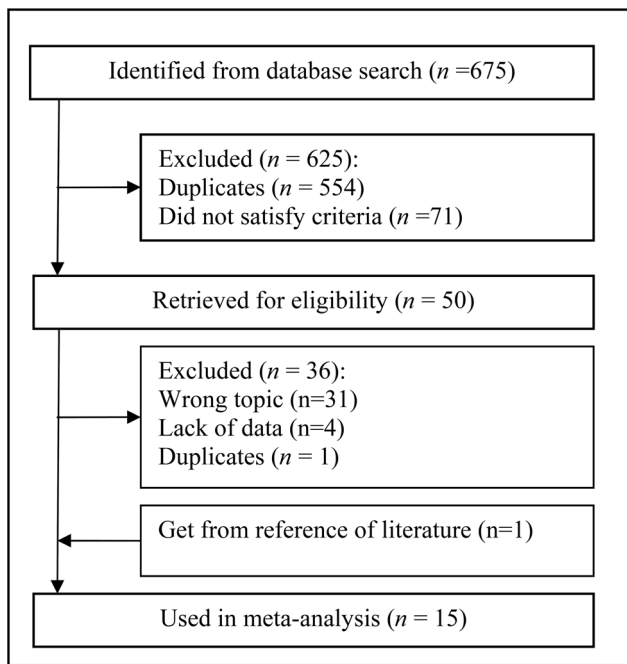 Identified from database search (n =675)
Excluded (n = 625):
Duplicates (n = 554)
Did not satisfy criteria (n =71)
Retrieved for eligibility (n = 50)
Excluded (n = 36):
Wrong topic (n=31)
Lack of data (n=4)
Duplicates (n = 1)
Get from reference of literature (n=1)
Used in meta-analysis (n = 15)